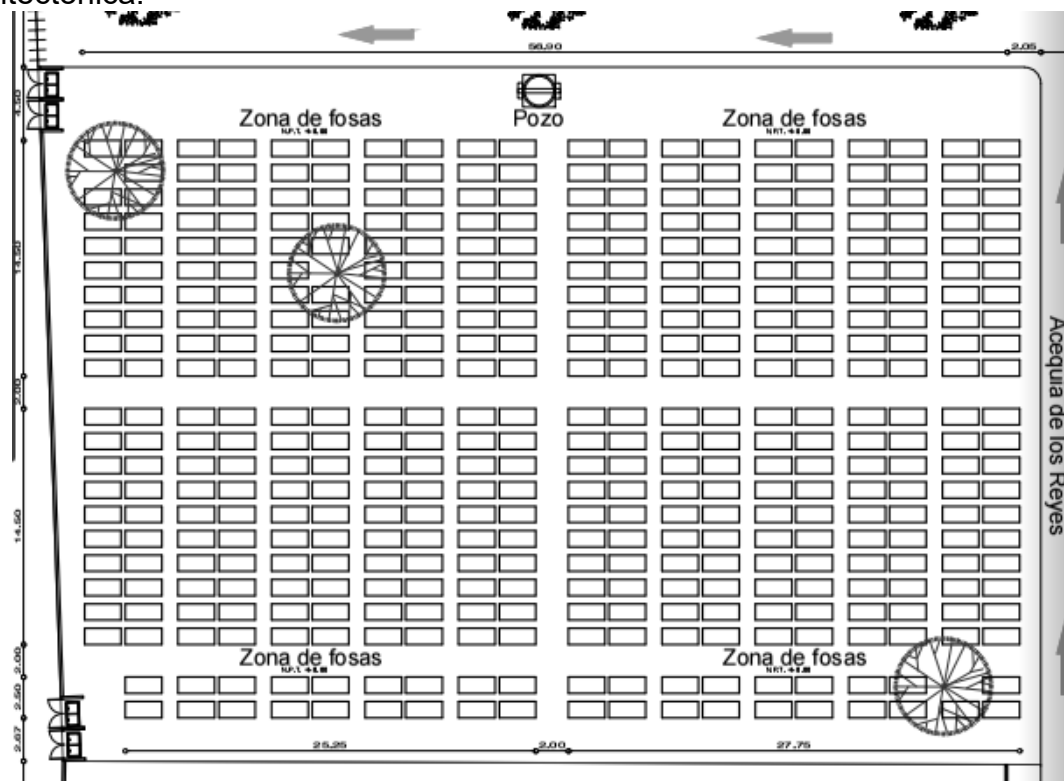 itectónica.
56.90
2.05
4.50
Zona de fosas
Pozo
Zona de fosas
14.50
2.00
Acequia de los Reyes
14.50
2.00
Zona de fosas
Zona de fosas
2.50
2.67
25.25
2.00
27.75